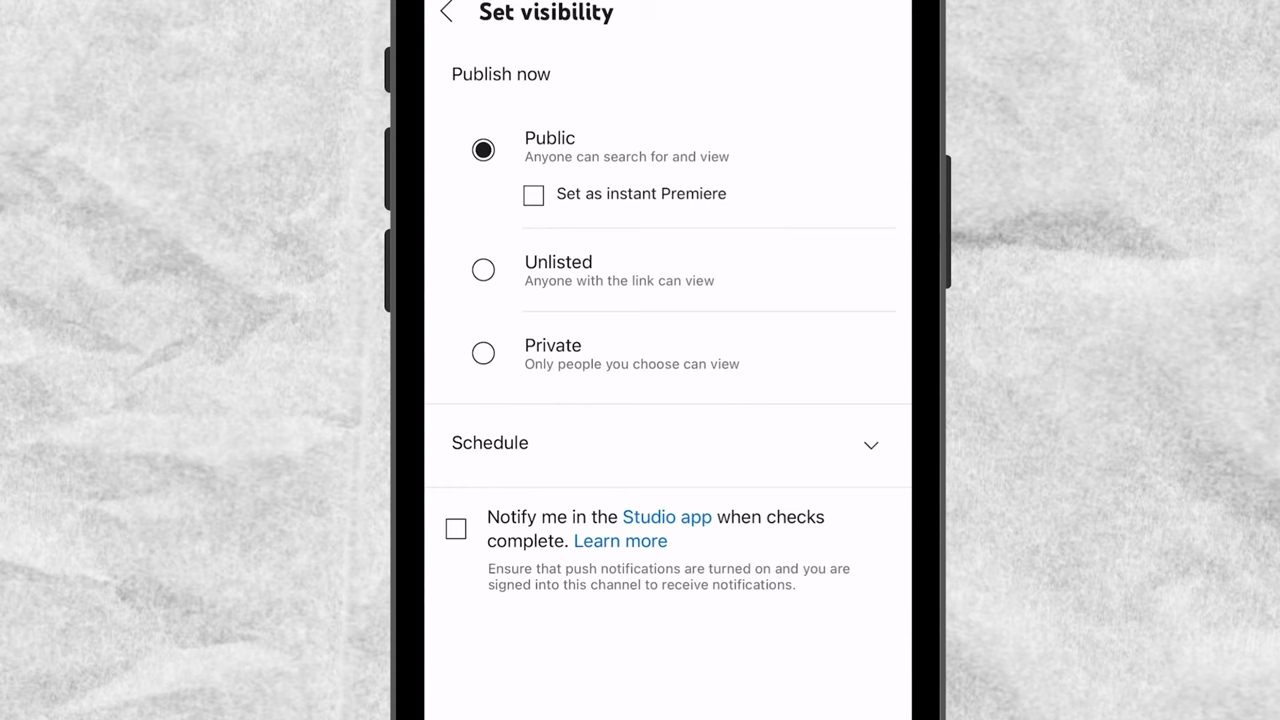 Set visibility
Publish now
Public
Anyone can search for and view
Set as instant Premiere
Unlisted
Anyone with the link can view
Private
Only people you choose can view
Schedule
Notify me in the Studio app when checks
complete. Learn more
Ensure that push notifications are turned on and you are
signed into this channel to receive notifications.